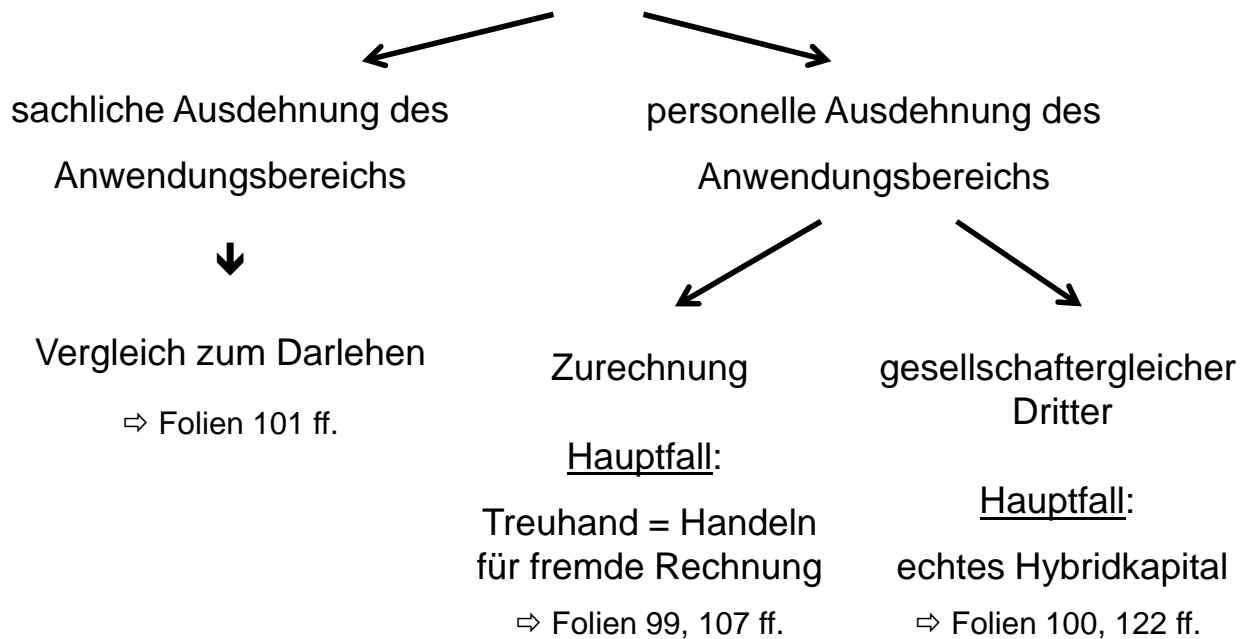 sachliche Ausdehnung des
Anwendungsbereichs
Vergleich zum Darlehen
⇨ Folien 101 ff.
personelle Ausdehnung des
Anwendungsbereichs
Zurechnung
Hauptfall:
Treuhand = Handeln
für fremde Rechnung
⇨ Folien 99, 107 ff.
gesellschaftergleicher
Dritter
Hauptfall:
echtes Hybridkapital
⇨ Folien 100, 122 ff.